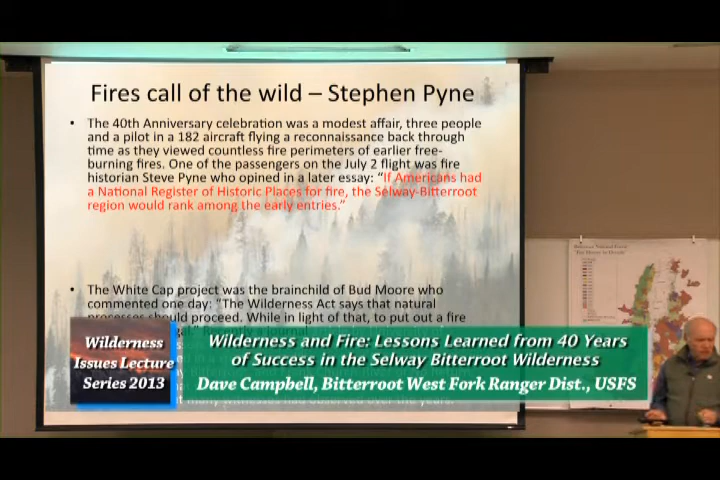 Fires call of the wild – Stephen Pyne
• The 40th Anniversary celebration was a modest affair, three people
and a pilot in a 182 aircraft flying a reconnaissance back through
time as they viewed countless fire perimeters of earlier free-
burning fires. One of the passengers on the July 2 flight was fire
historian Steve Pyne who opined in a later essay: “If Americans had
a National Register of Historic Places for fire, the Selway-Bitterroot
region would rank among the early entries.”
• The White Cap project was the brainchild of Bud Moore who
commented one day: “The Wilderness Act says that natural
processes should proceed. While in light of that, to put out a fire
Recently a journal
Wilderness
Issues Lecture
Series 2013
Wilderness and Fire: Lessons Learned from 40 Years
of Success in the Selway Bitterroot Wilderness
Dave Campbell, Bitterroot West Fork Ranger Dist., USFS